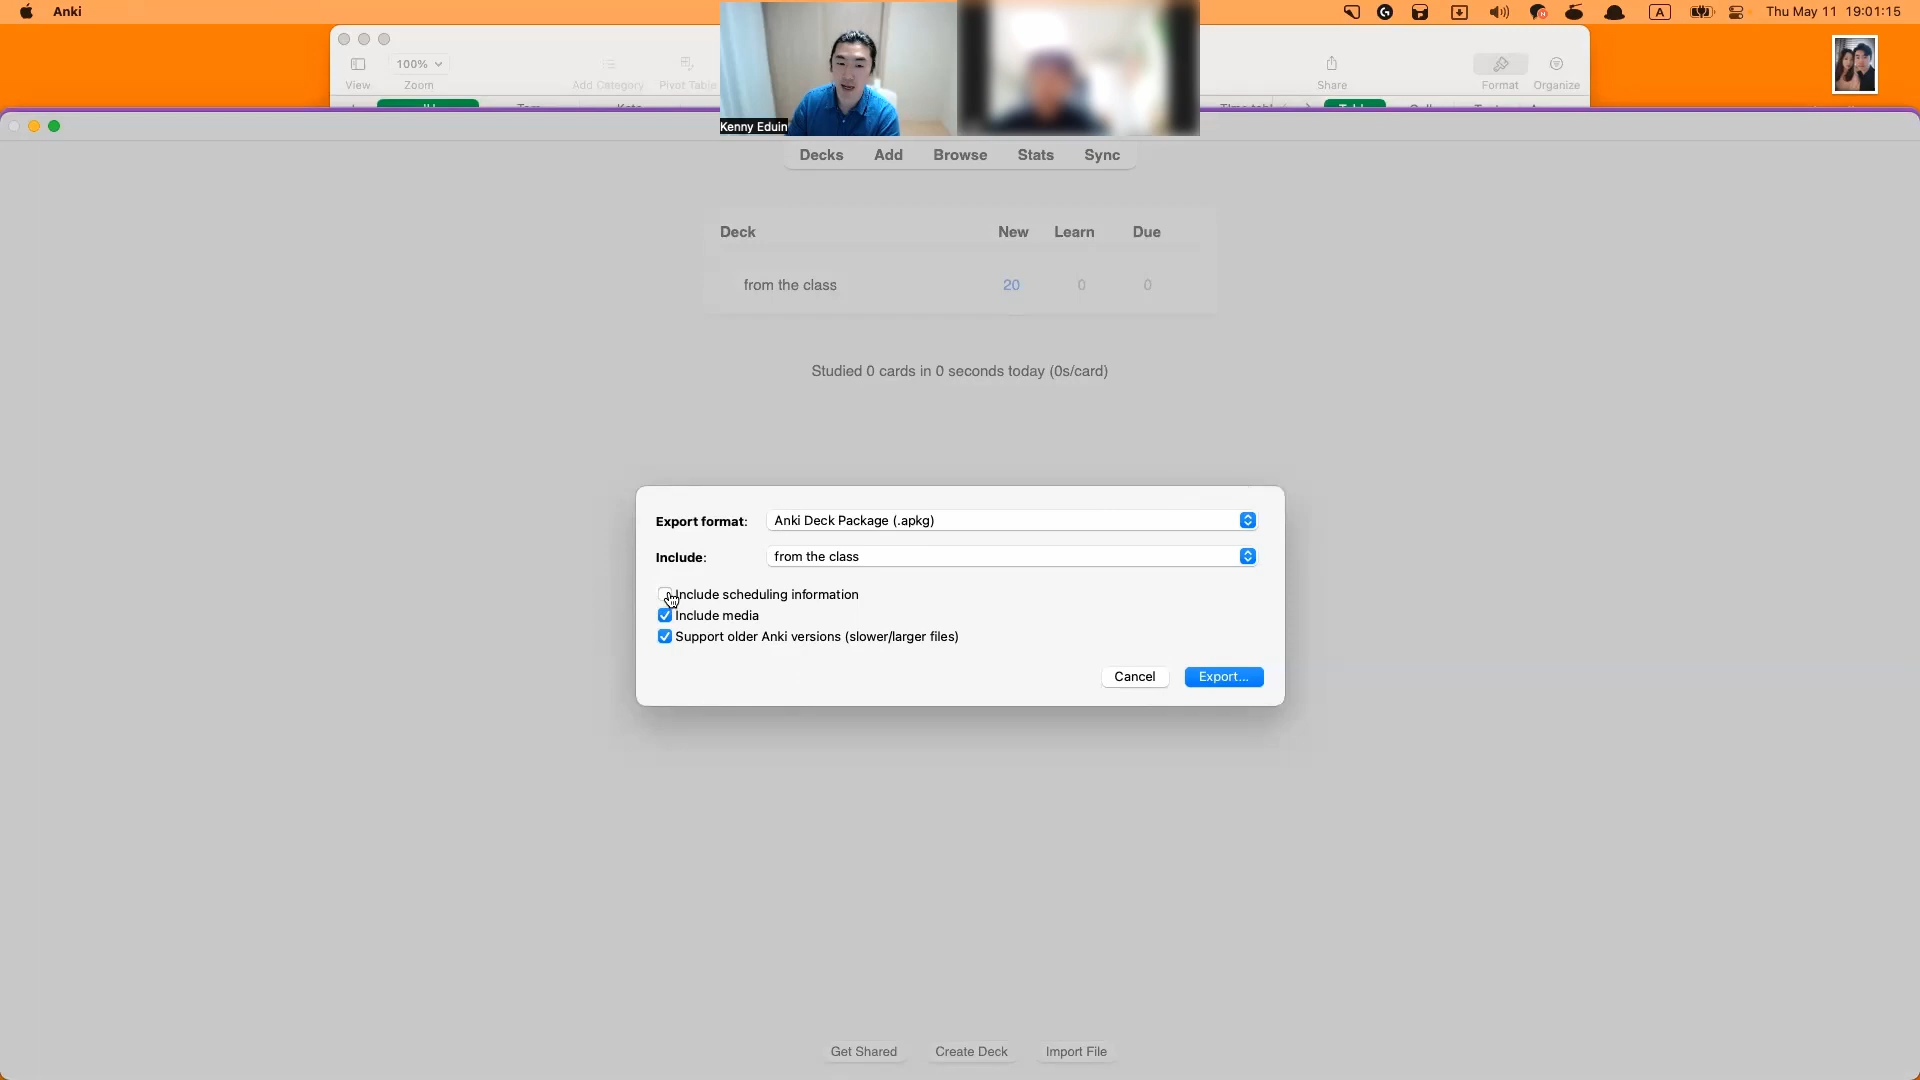 Anki
A
Thu May 11 19:01:15
View
100%
Zoom
Add Category
Pivot Table
Share
Format
Organize
Kenny Eduin
Decks
Add
Browse
Stats
Sync
Deck New Learn Due
from the class 20 0 0
Studied 0 cards in 0 seconds today (0s/card)
Export format: Anki Deck Package (.apkg)
Include: from the class
Include scheduling information
Include media
Support older Anki versions (slower/larger files)
Cancel
Export...
Get Shared
Create Deck
Import File